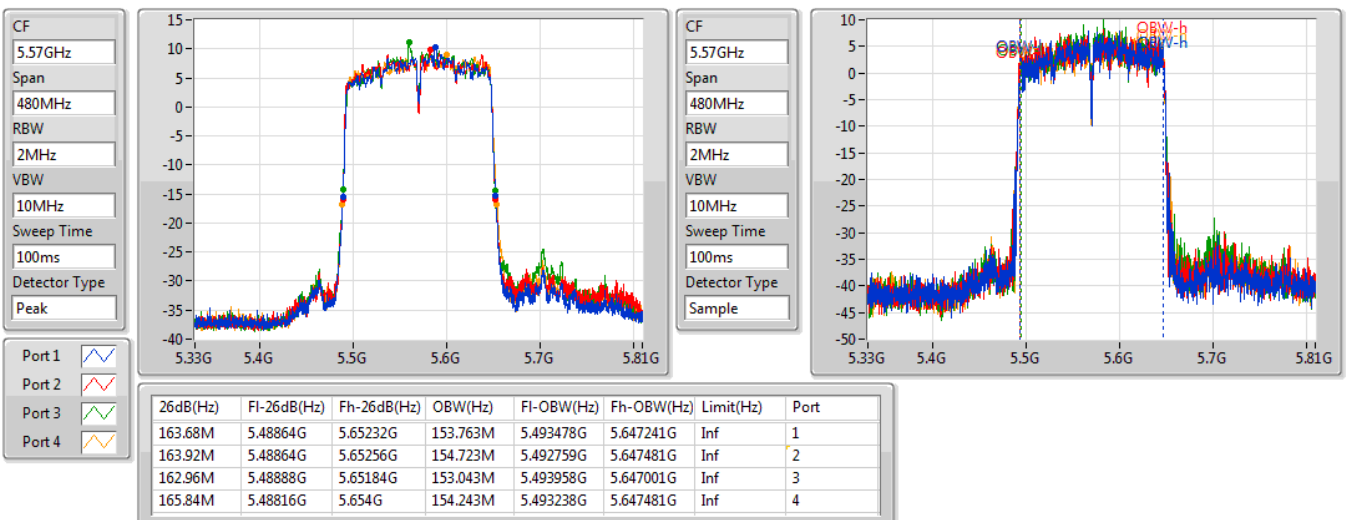 CF
5.57GHz
Span
480MHz
RBW
2MHz
VBW
10MHz
Sweep Time
100ms
Detector Type
Peak
15
10
5
0
-5
-10
-15
-20
-25
-30
-35
-40
5.33G 5.4G 5.5G 5.6G 5.7G 5.81G
CF
5.57GHz
Span
480MHz
RBW
2MHz
VBW
10MHz
Sweep Time
100ms
Detector Type
Sample
10
5
0
-5
-10
-15
-20
-25
-30
-35
-40
-45
-50
OBW-h
OBW-h
5.33G 5.4G 5.5G 5.6G 5.7G 5.81G
Port 1
Port 2
Port 3
Port 4
26dB(Hz) Fl-26dB(Hz) Fh-26dB(Hz) OBW(Hz) Fl-OBW(Hz) Fh-OBW(Hz) Limit(Hz) Port
163.68M 5.48864G 5.65232G 153.763M 5.493478G 5.647241G Inf 1
163.92M 5.48864G 5.65256G 154.723M 5.492759G 5.647481G Inf 2
162.96M 5.48888G 5.65184G 153.043M 5.493958G 5.647001G Inf 3
165.84M 5.48816G 5.654G 154.243M 5.493238G 5.647481G Inf 4